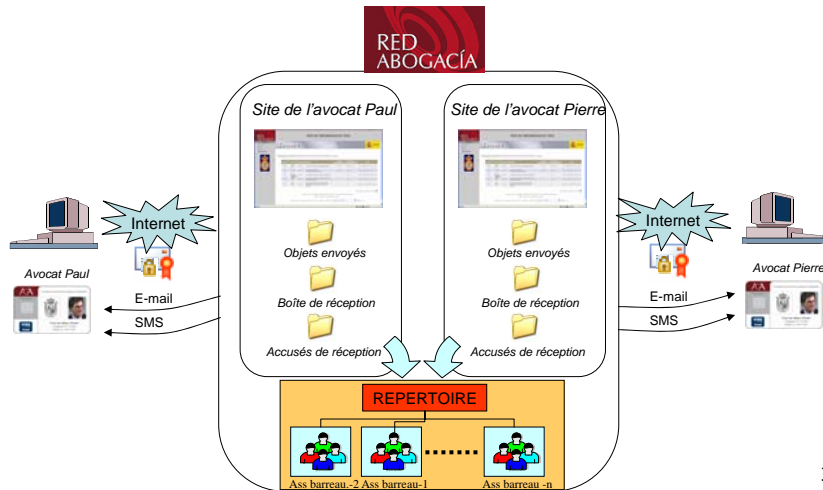 RED
ABOGACÍA
Site de l'avocat Paul
Site de l'avocat Pierre
Internet
Internet
Objets envoyés
Objets envoyés
Avocat Paul
Avocat Pierre
Boîte de réception
Boîte de réception
E-mail
E-mail
SMS
SMS
Accusés de réception
Accusés de réception
REPERTOIRE
Ass barreau.-2
Ass barreau-1
Ass barreau -n